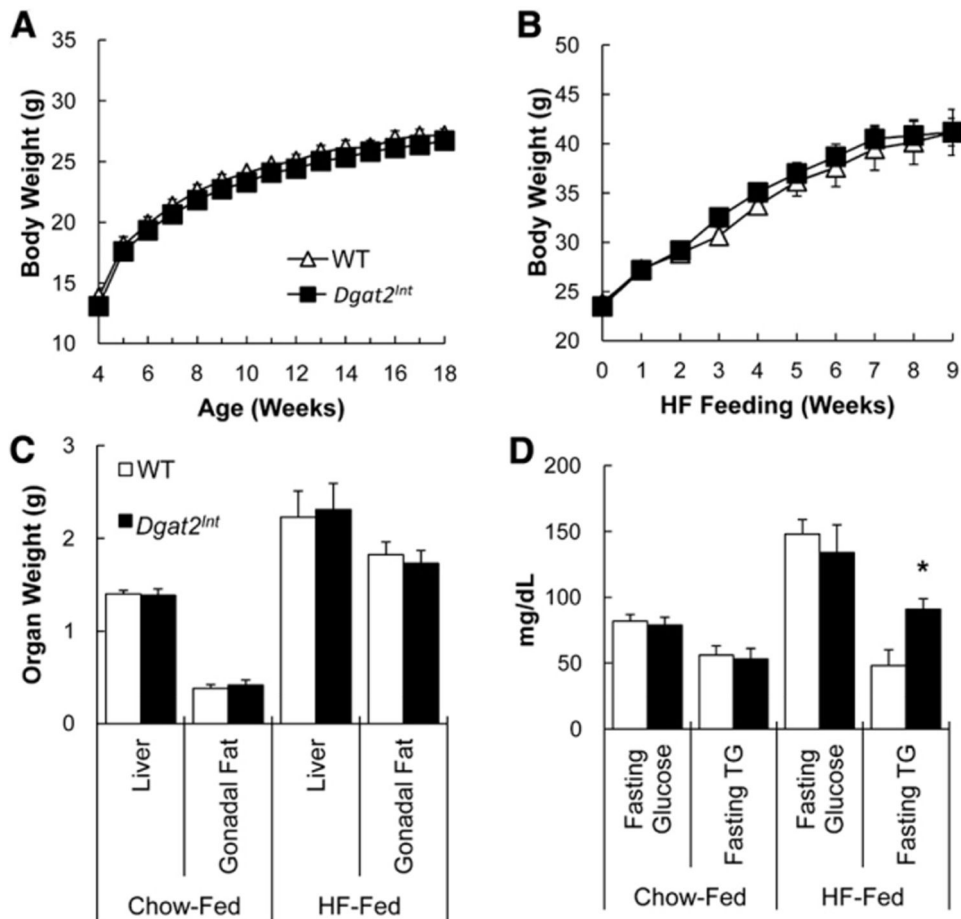 A
Body Weight (g)
35
30
25
20
15
10
WT
Dgat2^Int
4 6 8 10 12 14 16 18
Age (Weeks)
B
Body Weight (g)
50
45
40
35
30
25
20
0 1 2 3 4 5 6 7 8 9
HF Feeding (Weeks)
C
Organ Weight (g)
3
2
1
0
WT
Dgat2^Int
Liver
Gonadal Fat
Liver
Gonadal Fat
Chow-Fed HF-Fed
D
mg/dL
200
150
100
50
0
*
Fasting
Glucose
Fasting TG
Fasting
Glucose
Fasting TG
Chow-Fed HF-Fed